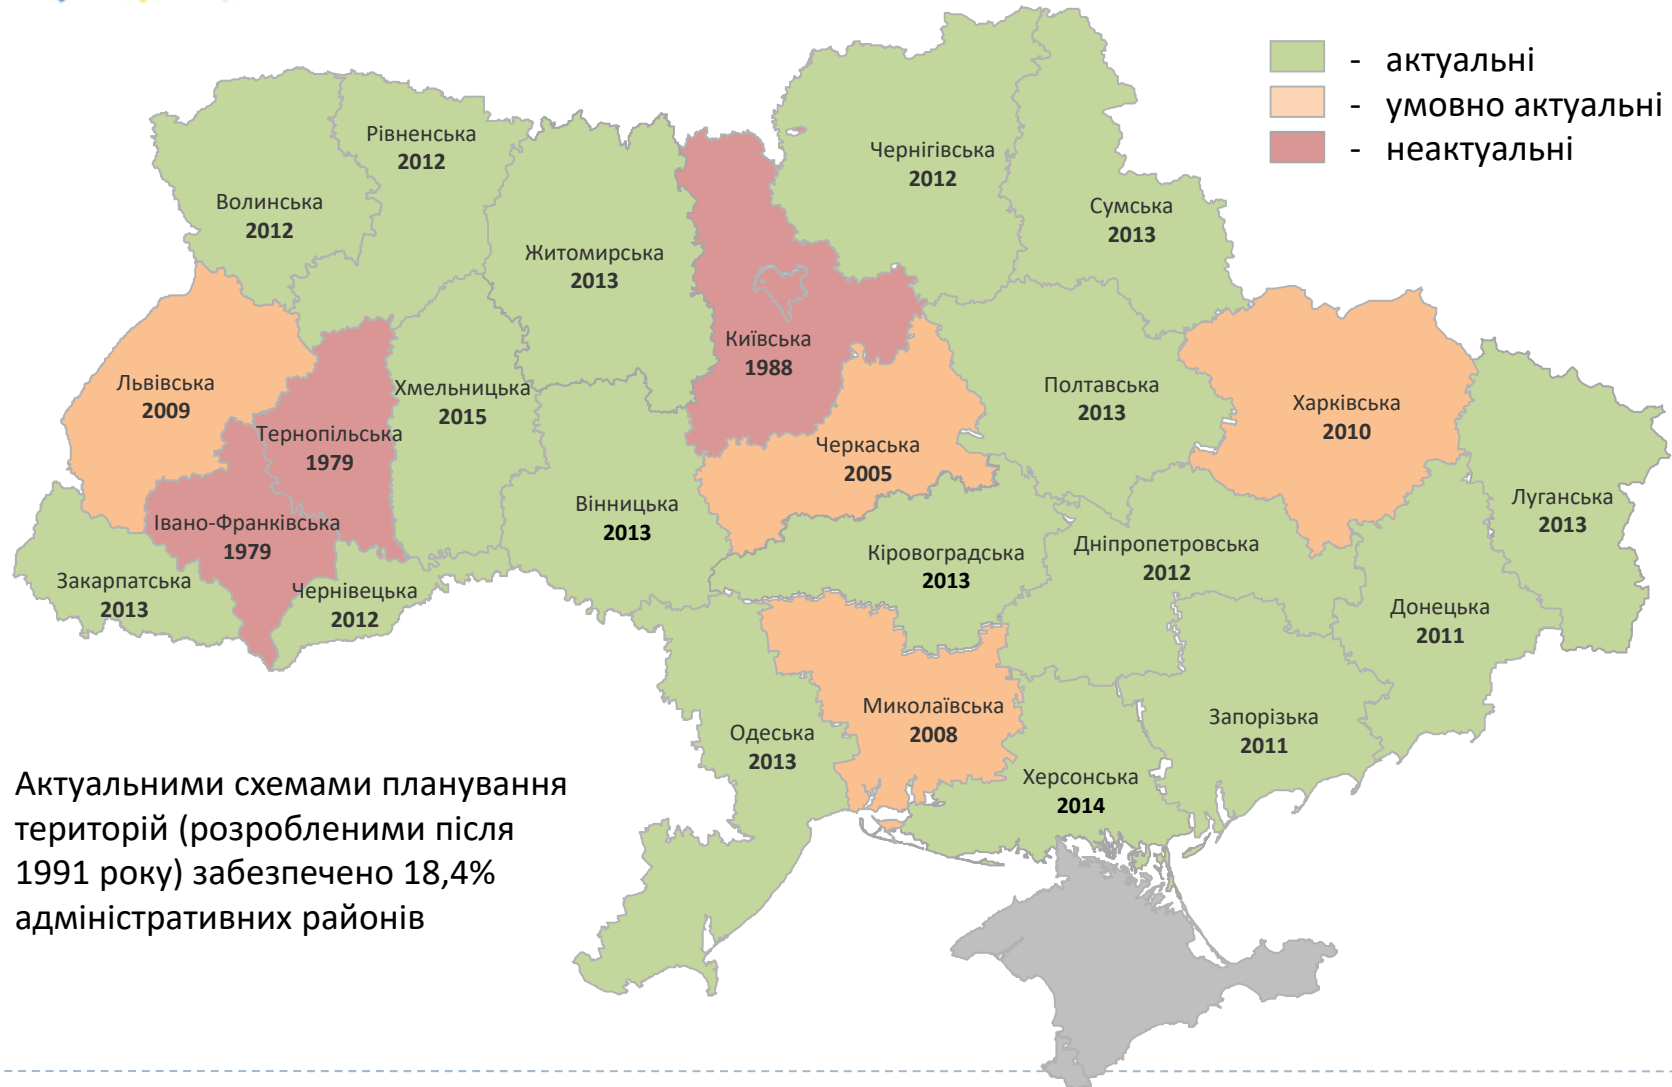 - актуальні
- умовно актуальні
- неактуальні
Рівненська
2012
Волинська
2012
Чернігівська
2012
Сумська
2013
Житомирська
2013
Київська
1988
Львівська
2009
Хмельницька
2015
Полтавська
2013
Харківська
2010
Тернопільська
1979
Черкаська
2005
Вінницька
2013
Луганська
2013
Івано-Франківська
1979
Кіровоградська
2013
Дніпропетровська
2012
Закарпатська
2013
Чернівецька
2012
Донецька
2011
Миколаївська
2008
Запорізька
2011
Одеська
2013
Херсонська
2014
Актуальними схемами планування
територій (розробленими після
1991 року) забезпечено 18,4%
адміністративних районів